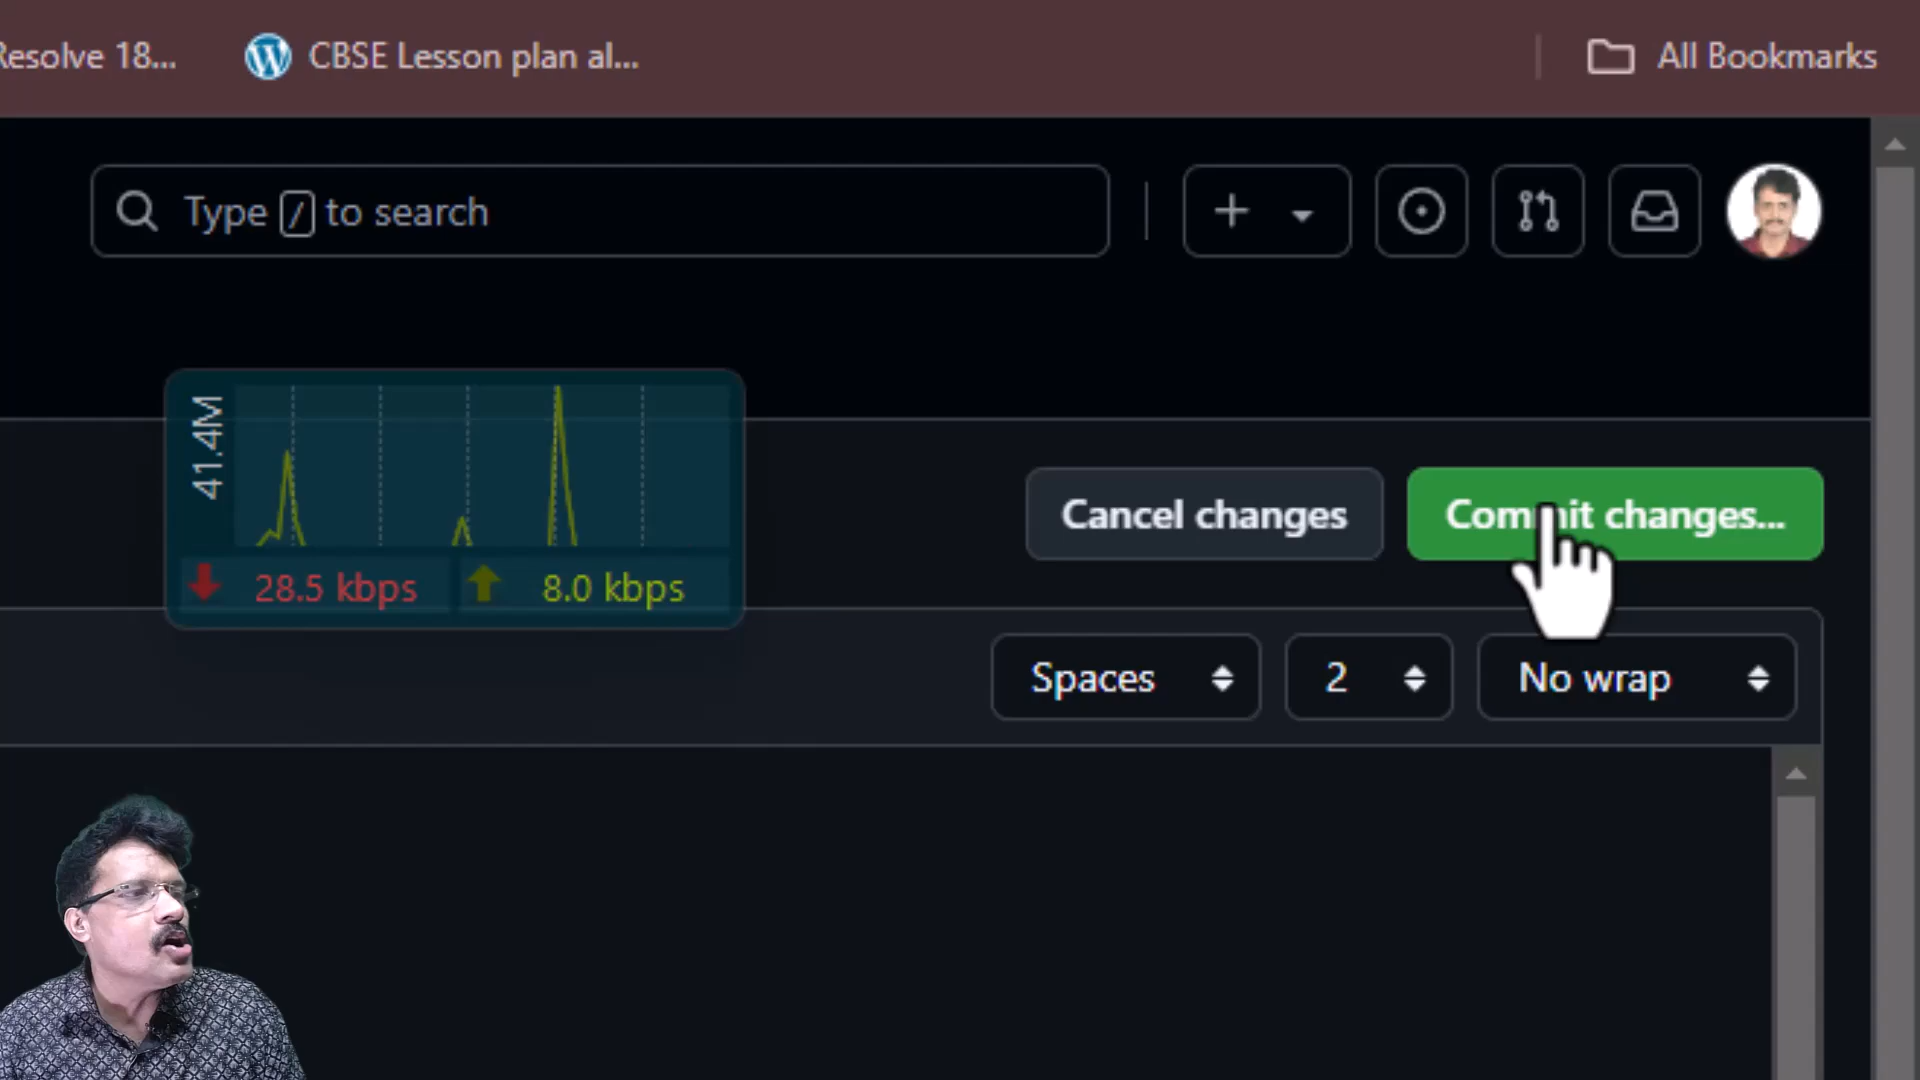 Resolve 18...
CBSE Lesson plan al...
All Bookmarks
Type / to search
41.4M
28.5 kbps
8.0 kbps
Cancel changes
Commit changes...
Spaces
2
No wrap